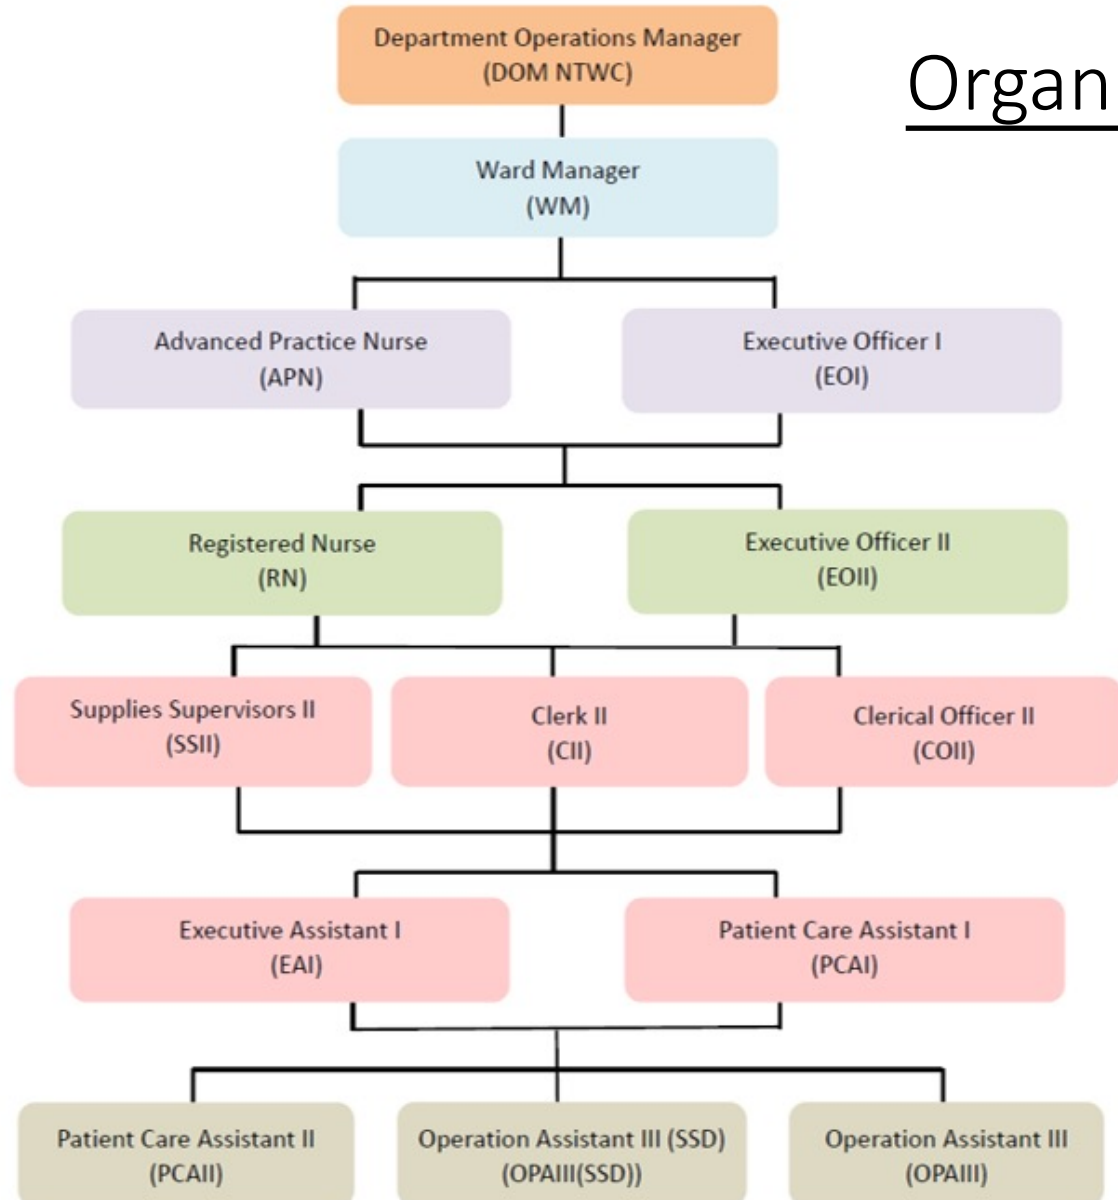 Department Operations Manager
(DOM NTWC)
Organ
Ward Manager
(WM)
Advanced Practice Nurse
(APN)
Executive Officer I
(EOI)
Registered Nurse
(RN)
Executive Officer II
(EOII)
Supplies Supervisors II
(SSII)
Clerk II
(CII)
Clerical Officer II
(COII)
Executive Assistant I
(EAI)
Patient Care Assistant I
(PCAI)
Patient Care Assistant II
(PCAII)
Operation Assistant III (SSD)
(OPAIII(SSD))
Operation Assistant III
(OPAIII)